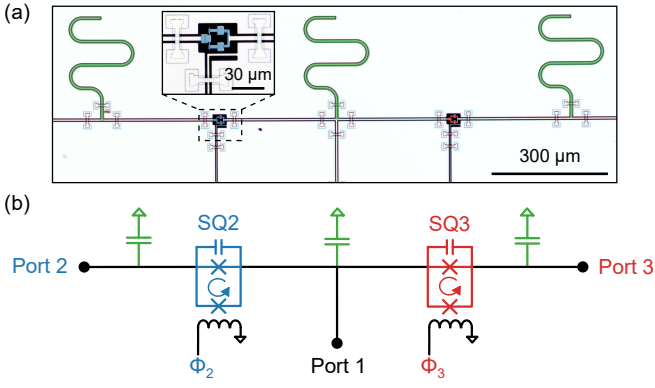 (a)
30 μm
300 μm
(b)
SQ2
SQ3
Port 2
Port 3
Φ2
Port 1
Φ3